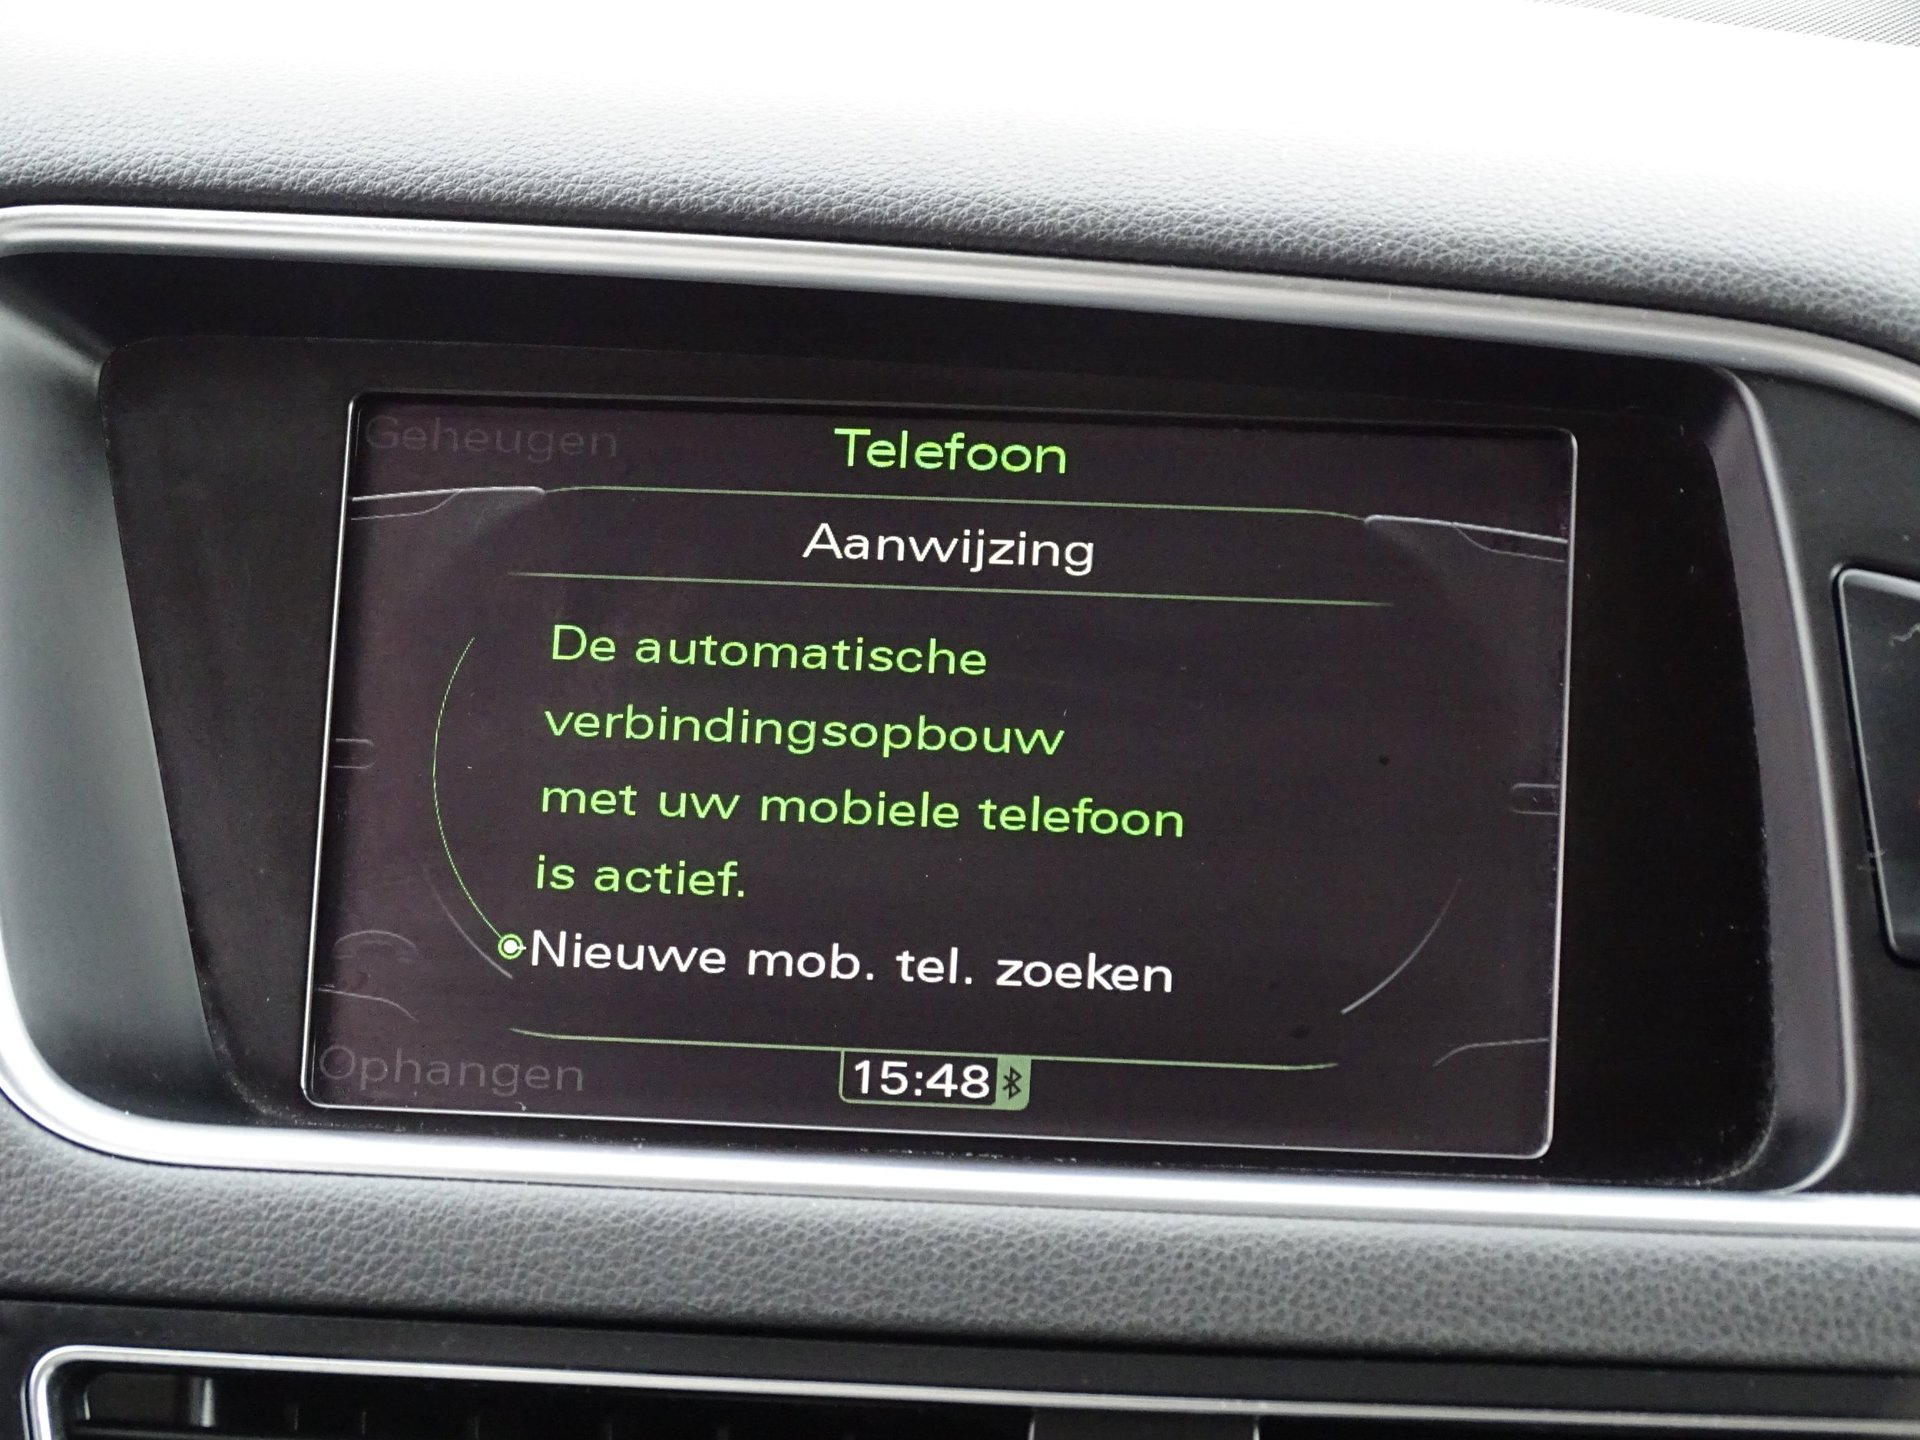 Geheugen
Telefoon
Aanwijzing
De automatische
verbindingsopbouw
met uw mobiele telefoon
is actief.
Nieuwe mob. tel. zoeken
Ophangen
15:48